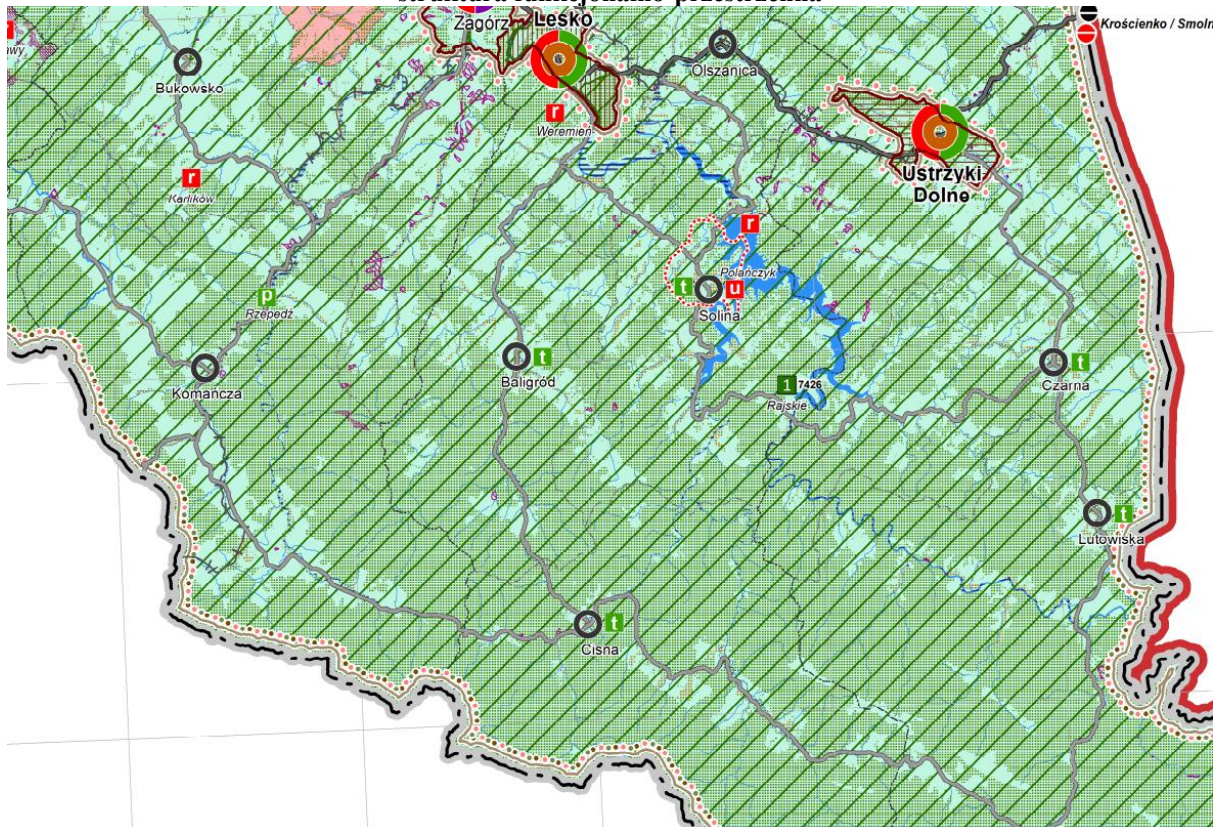 Krościenko / Smoln
Zagórz
Lesko
Olszanica
Bukowsko
r
Weremień
r
Karlików
Ustrzyki
Dolne
r
Polańczyk
t
u
Solina
p
Rzepedź
Komańcza
t
Baligród
1 7426
Rajskie
t
Czarna
t
Lutowiska
t
Cisna